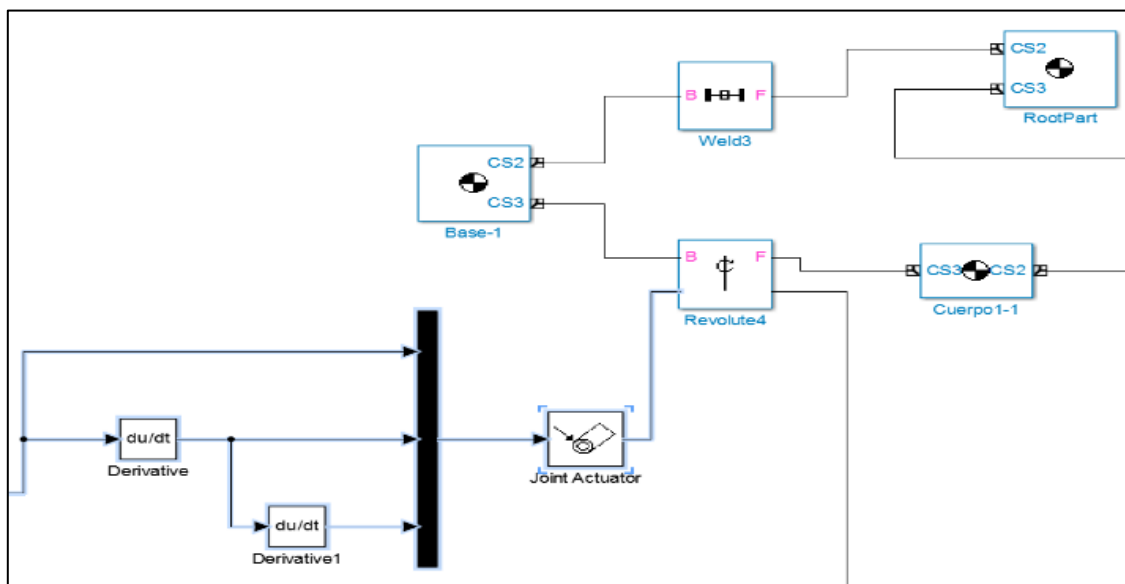 CS2
CS3
RootPart
B F
Weld3
CS2
CS3
Base-1
B F
Revolute4
CS3 CS2
Cuerpo1-1
du/dt
Derivative
Joint Actuator
du/dt
Derivative1